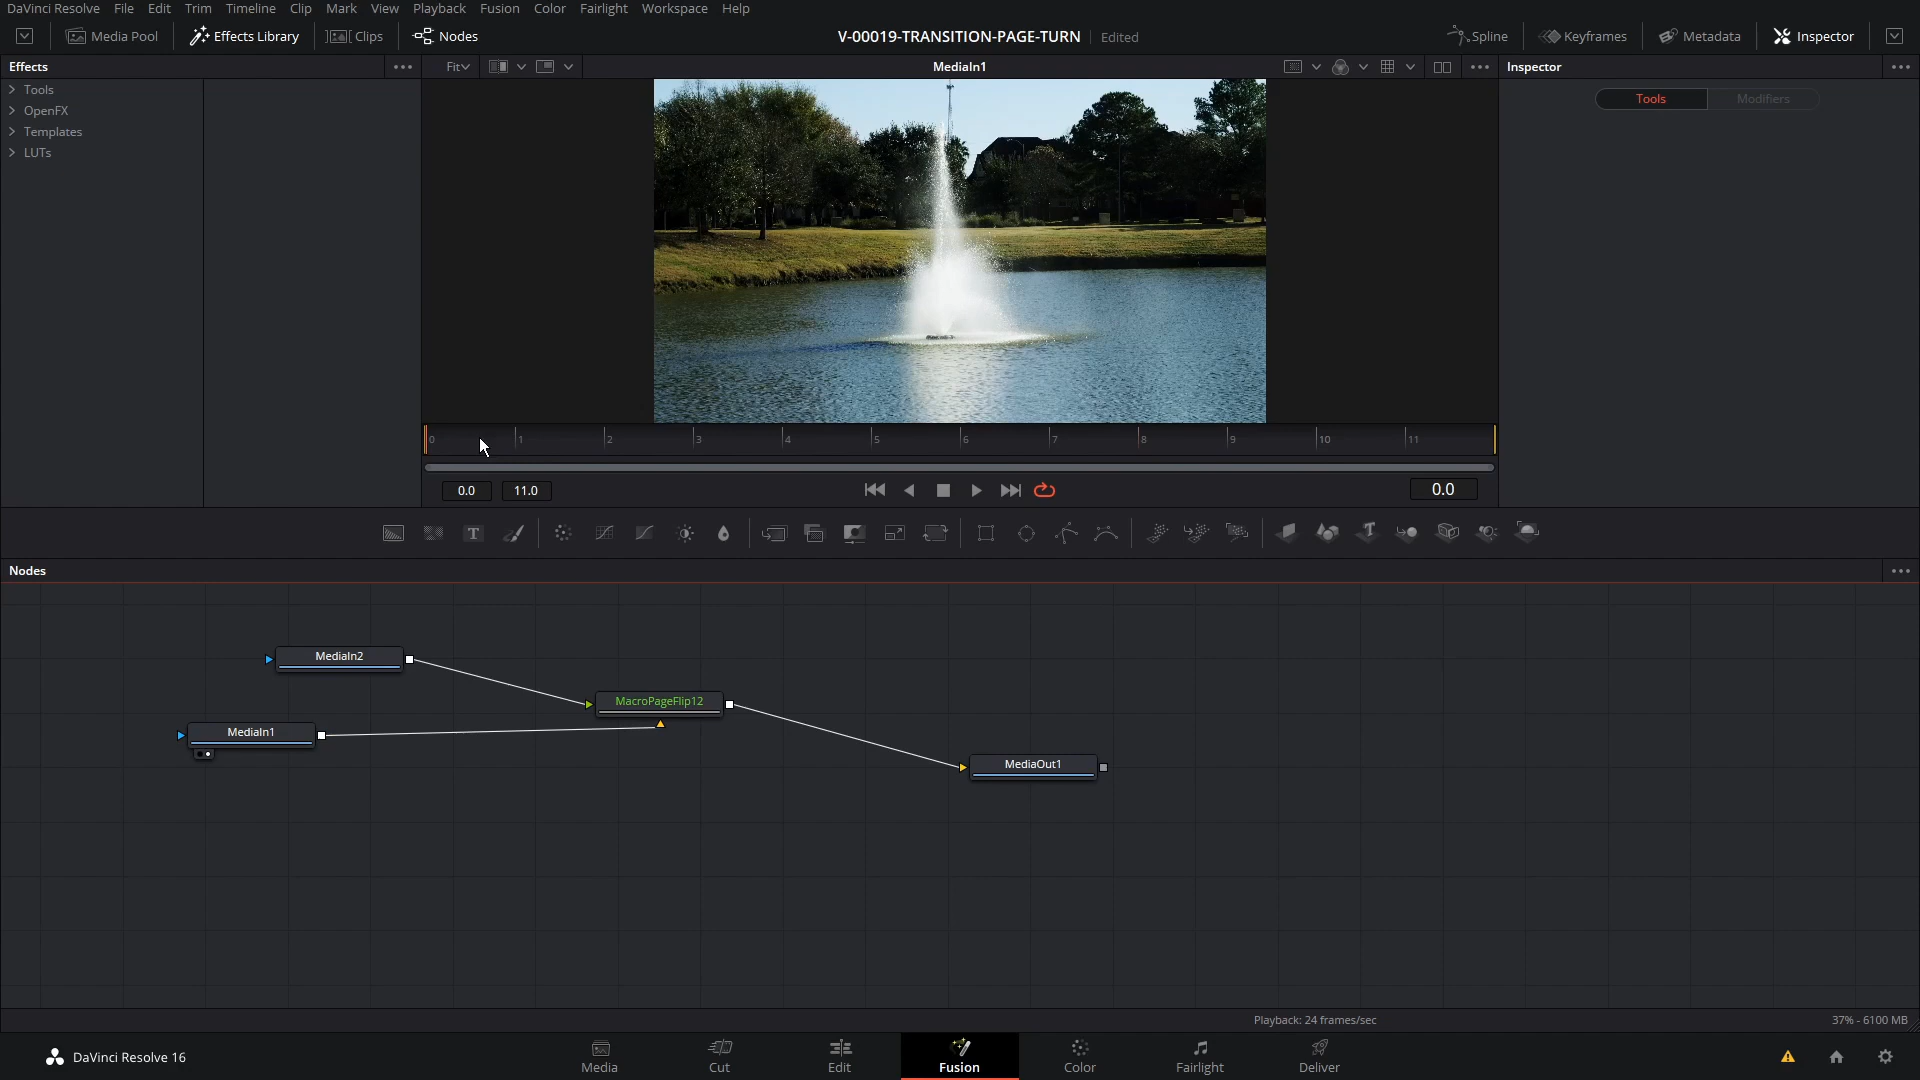 DaVinci Resolve File Edit Trim Timeline Clip Mark View Playback Fusion Color Fairlight Workspace Help
Media Pool Effects Library Clips Nodes V-00019-TRANSITION-PAGE-TURN Edited Spline Keyframes Metadata Inspector
Effects Fit MediaIn1 Inspector
Tools
OpenFX
Templates
LUTs
Tools Modifiers
0 1 2 3 4 5 6 7 8 9 10 11
0.0 11.0 0.0
Nodes
MediaIn2
MacroPageFlip12
MediaIn1
MediaOut1
Playback: 24 frames/sec 37% - 6100 MB
DaVinci Resolve 16 Media Cut Edit Fusion Color Fairlight Deliver